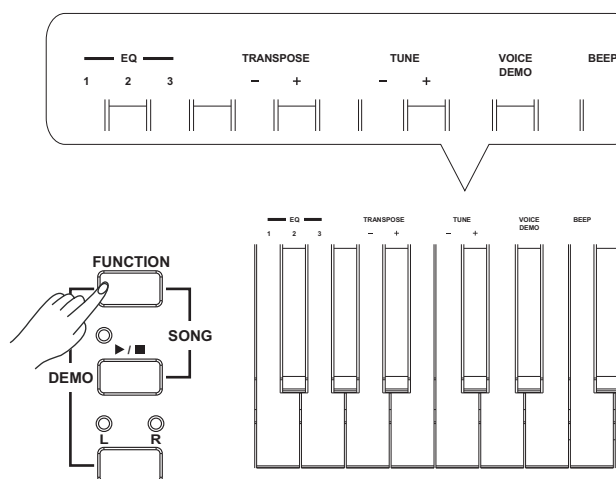 EQ TRANSPOSE TUNE VOICE BEEP
1 2 3 − + − + DEMO
EQ TRANSPOSE TUNE VOICE BEEP
1 2 3 − + − + DEMO
FUNCTION
SONG
▶ / ■
DEMO
L R